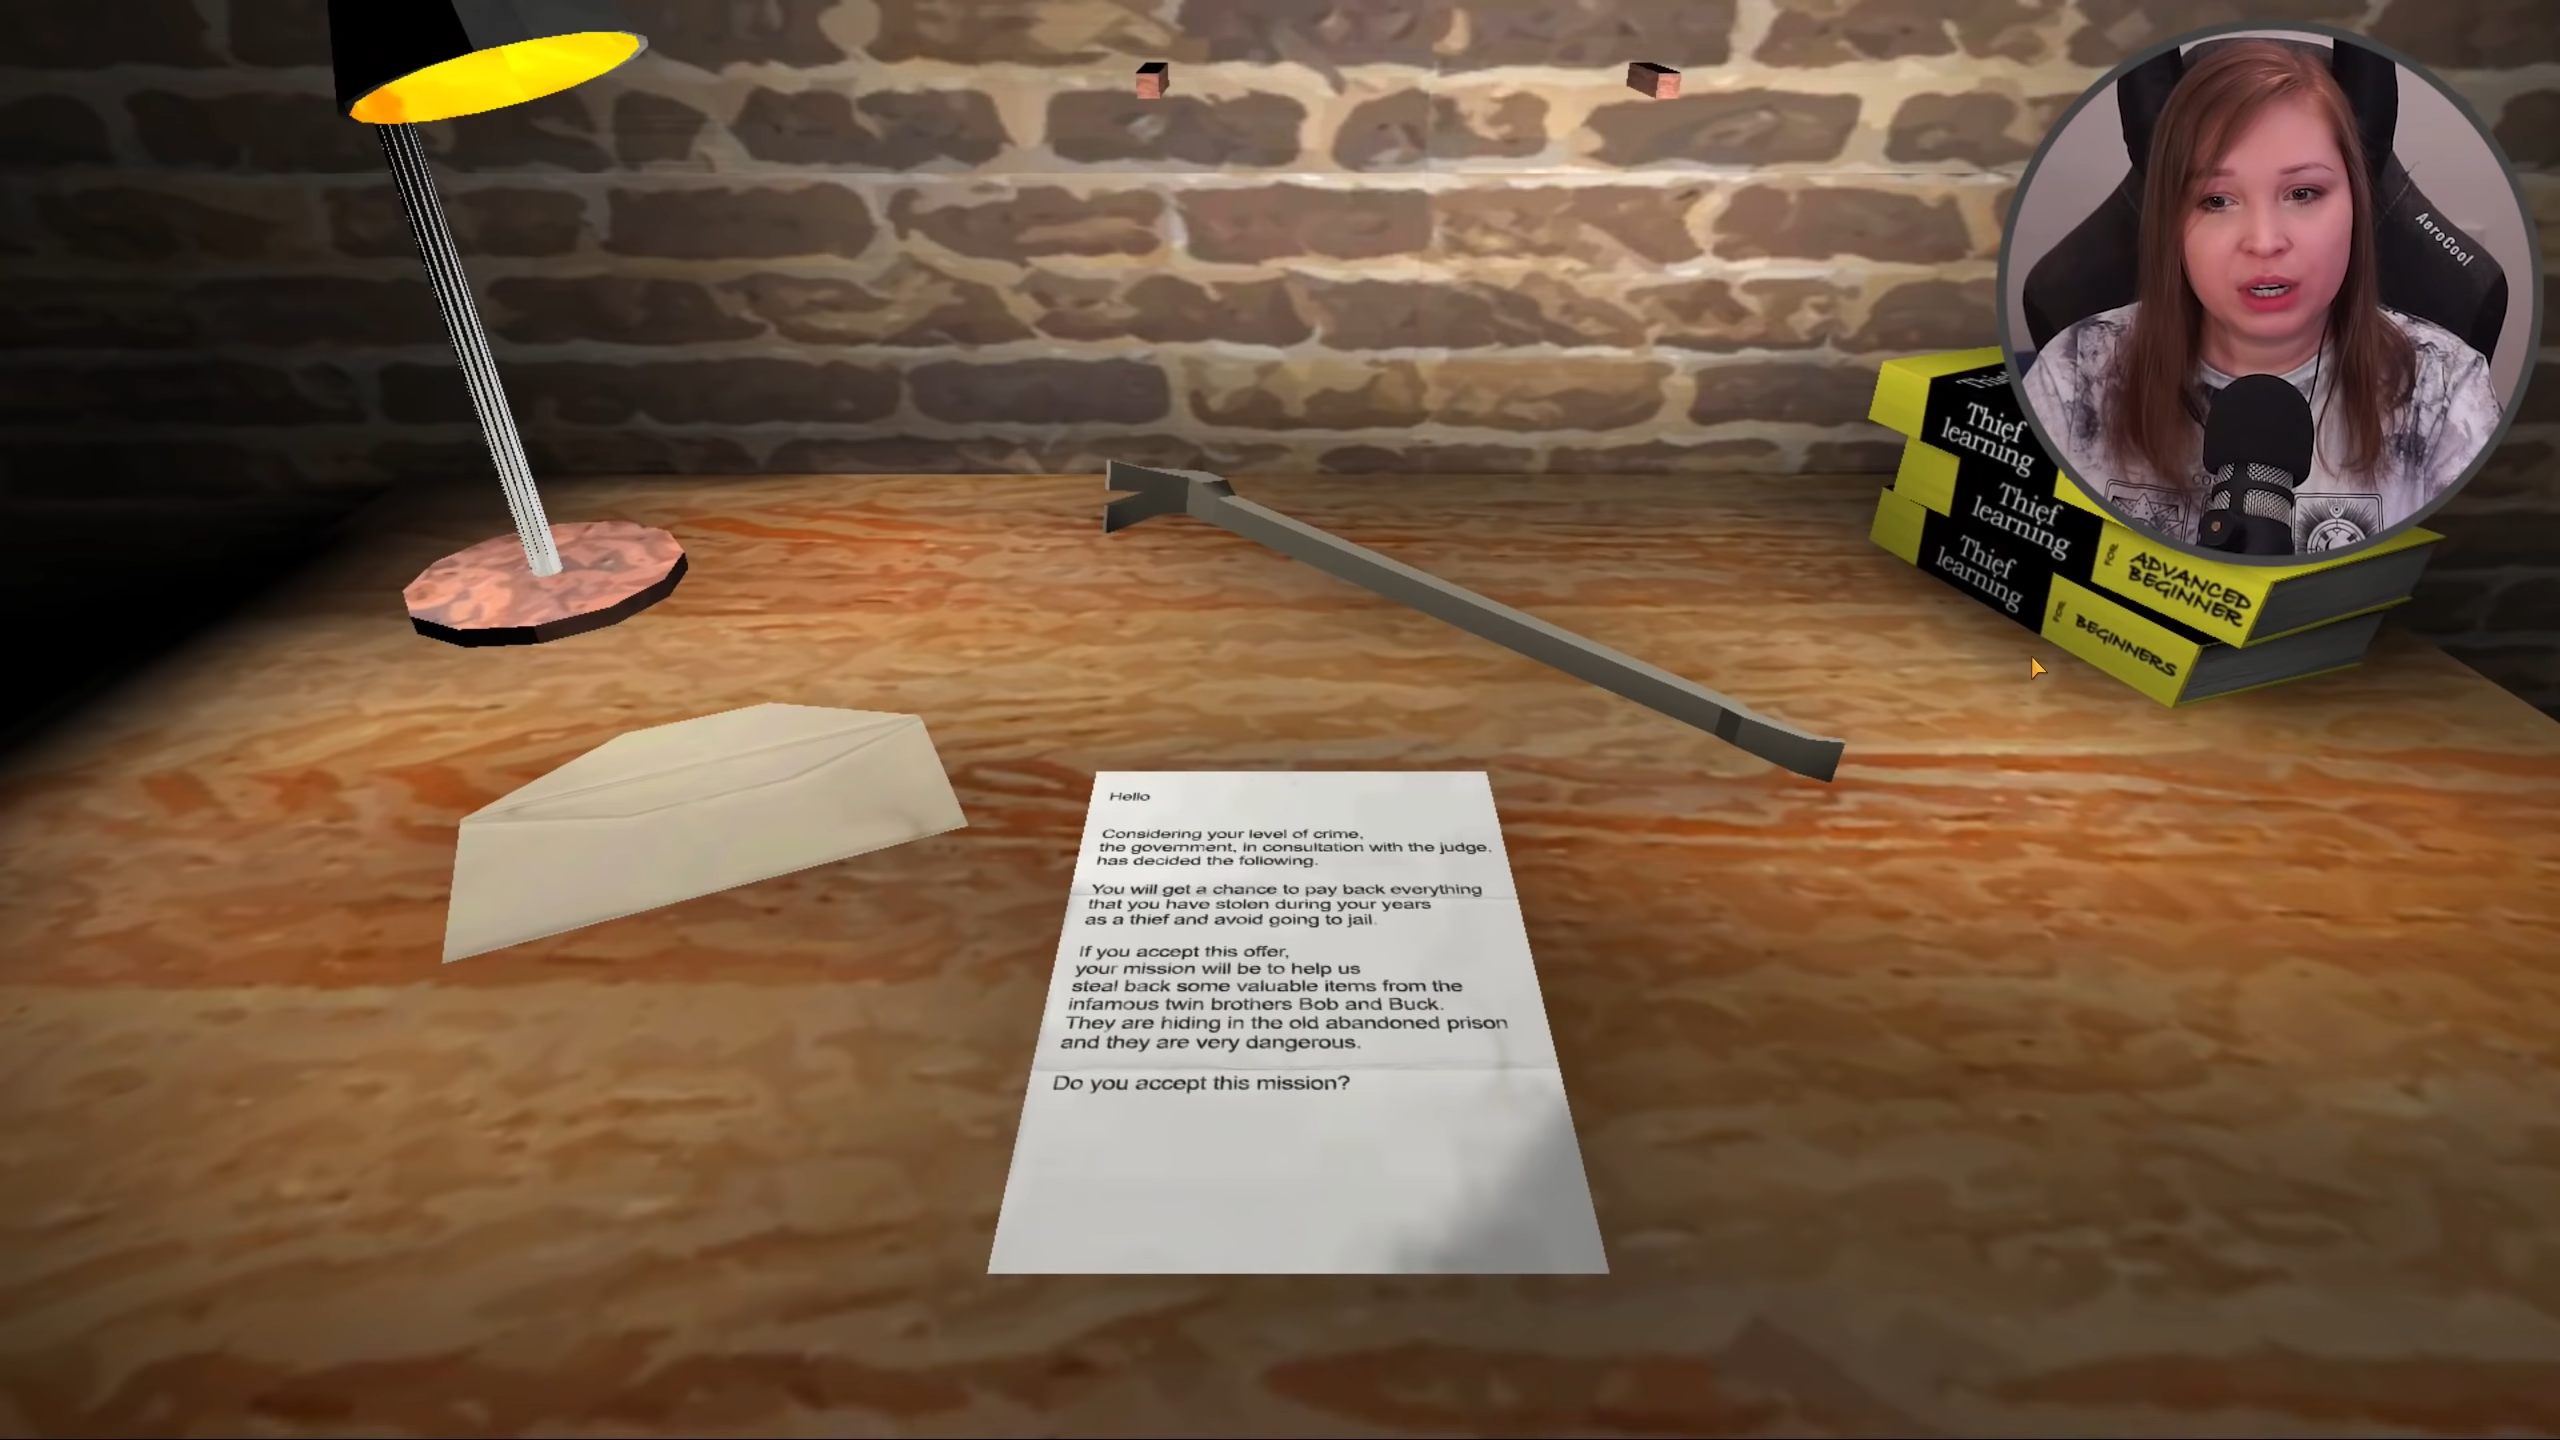 AeroCool
Thief
learning
Thief
learning
FOR
ADVANCED
BEGINNER
Thief
learning
FOR
BEGINNERS
Hello
Considering your level of crime,
the government, in consultation with the judge,
has decided the following.
You will get a chance to pay back everything
that you have stolen during your years
as a thief and avoid going to jail.
If you accept this offer,
your mission will be to help us
steal back some valuable items from the
infamous twin brothers Bob and Buck.
They are hiding in the old abandoned prison
and they are very dangerous.
Do you accept this mission?